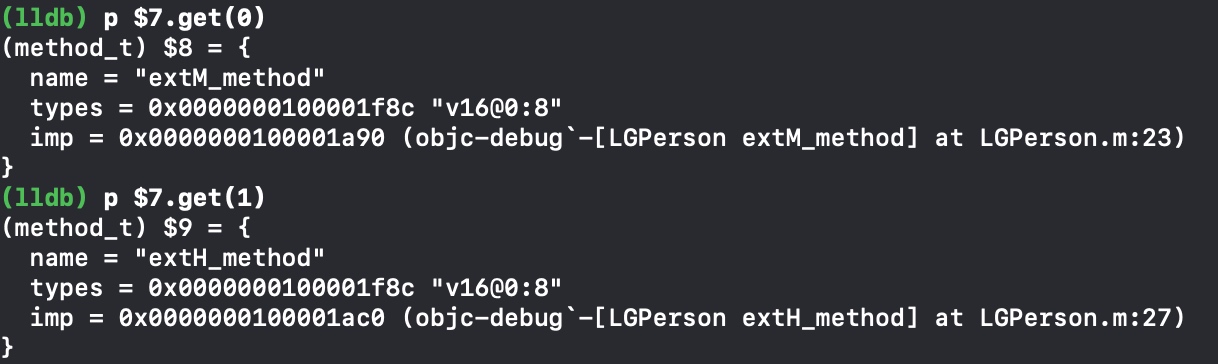 (lldb) p $7.get(0)
(method_t) $8 = {
  name = "extM_method"
  types = 0x0000000100001f8c "v16@0:8"
  imp = 0x0000000100001a90 (objc-debug`-[LGPerson extM_method] at LGPerson.m:23)
}
(lldb) p $7.get(1)
(method_t) $9 = {
  name = "extH_method"
  types = 0x0000000100001f8c "v16@0:8"
  imp = 0x0000000100001ac0 (objc-debug`-[LGPerson extH_method] at LGPerson.m:27)
}